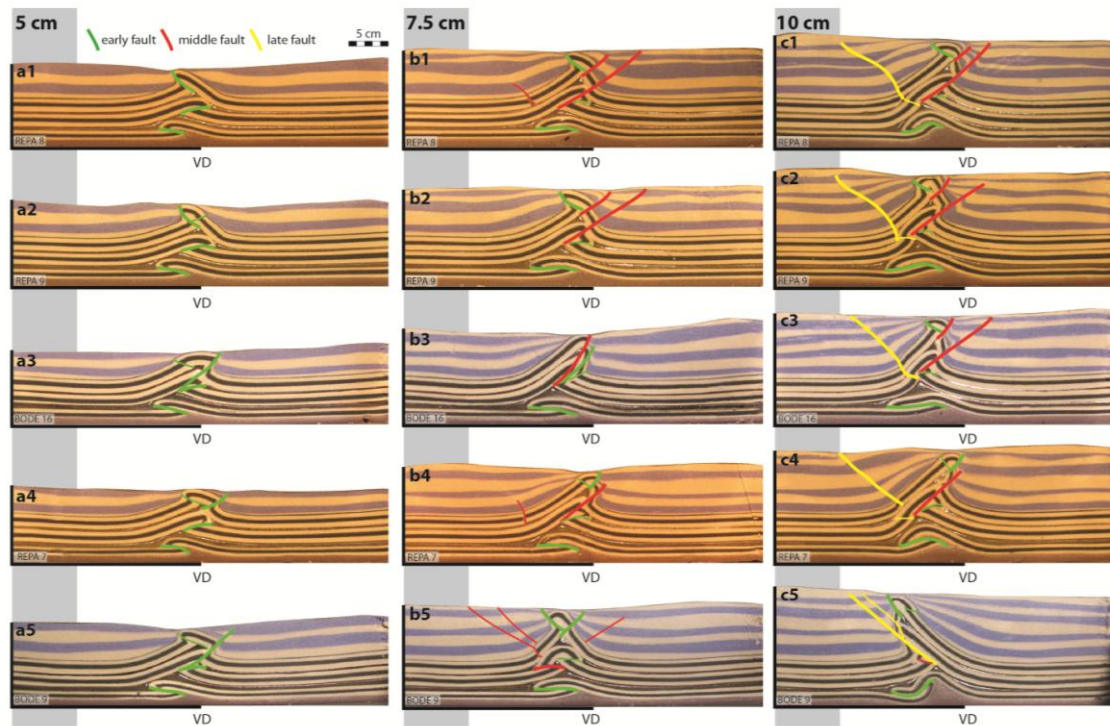 5 cm 7.5 cm 10 cm
early fault middle fault late fault 5 cm
a1 b1 c1
REPA 8 REPA 8 REPA 8
VD VD VD
a2 b2 c2
REPA 9 REPA 9 REPA 9
VD VD VD
a3 b3 c3
BODE 16 BODE 16 BODE 16
VD VD VD
a4 b4 c4
REPA 7 REPA 7 REPA 7
VD VD VD
a5 b5 c5
BODE 9 BODE 9 BODE 9
VD VD VD